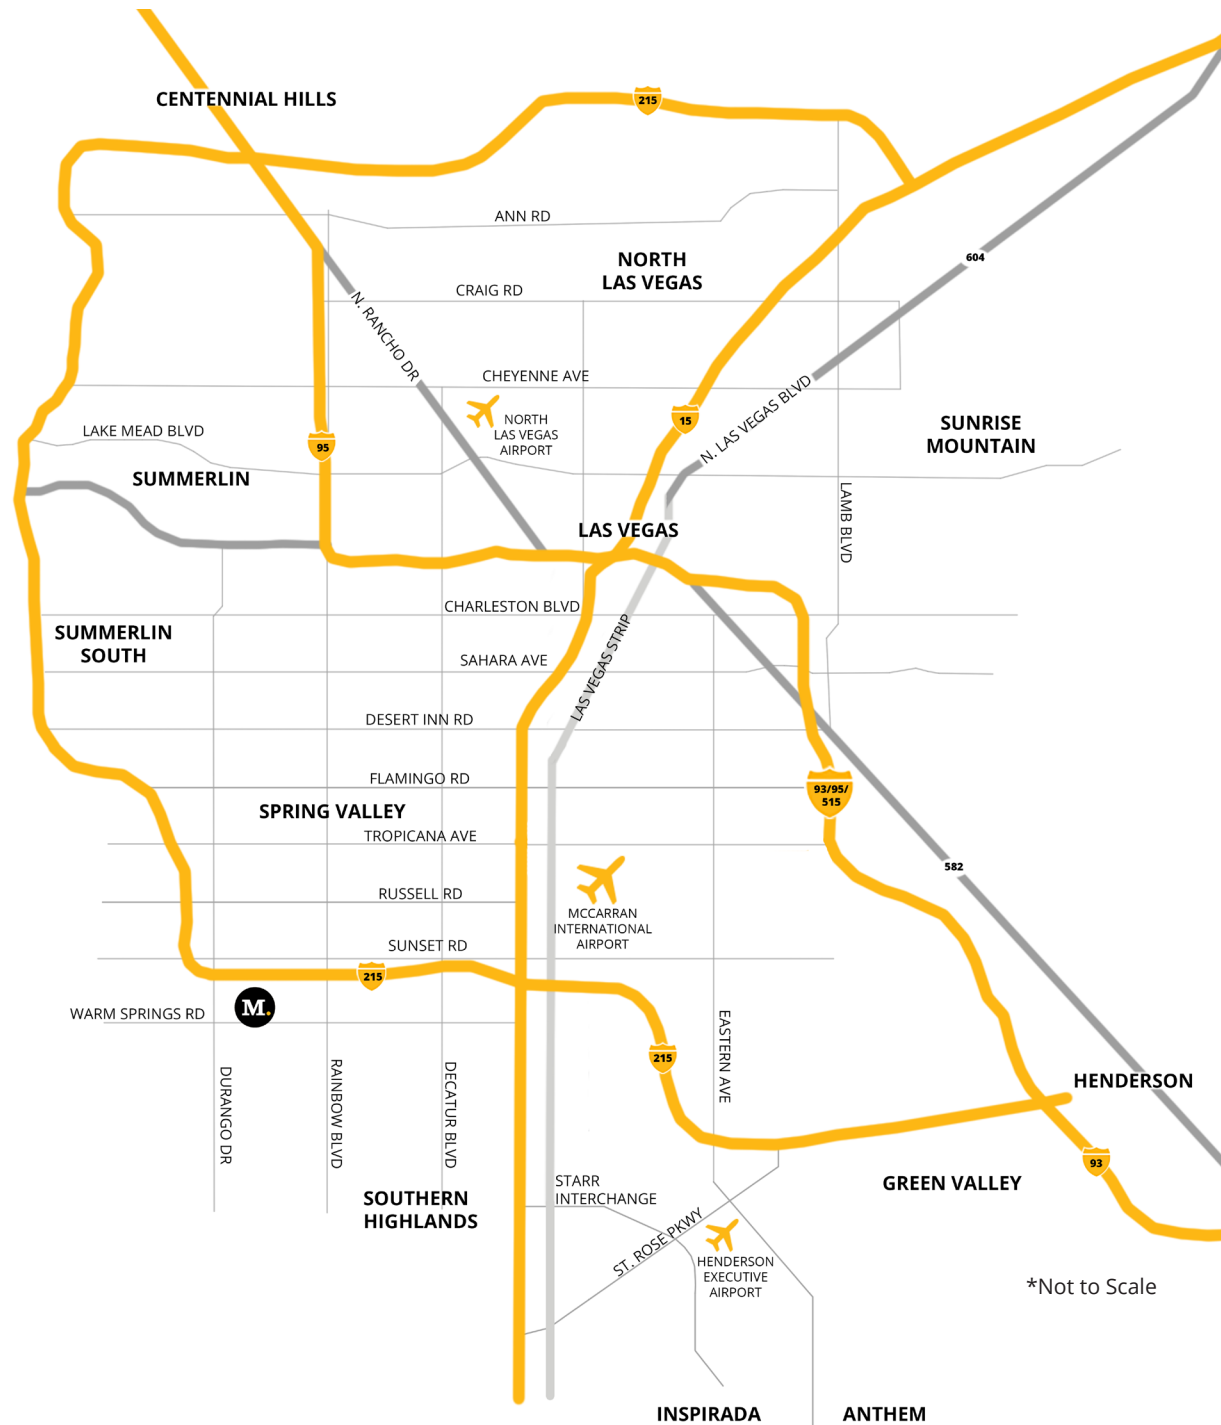 CENTENNIAL HILLS
215
ANN RD
NORTH
LAS VEGAS
604
CRAIG RD
N. RANCHO DR
CHEYENNE AVE
NORTH
LAS VEGAS
AIRPORT
15
N. LAS VEGAS BLVD
SUNRISE
MOUNTAIN
LAKE MEAD BLVD
95
SUMMERLIN
LAMB BLVD
LAS VEGAS
CHARLESTON BLVD
SUMMERLIN
SOUTH
SAHARA AVE
LAS VEGAS STRIP
DESERT INN RD
FLAMINGO RD
93/95/
515
SPRING VALLEY
TROPICANA AVE
582
RUSSELL RD
MCCARRAN
INTERNATIONAL
AIRPORT
SUNSET RD
215
M.
WARM SPRINGS RD
EASTERN AVE
215
DURANGO DR
RAINBOW BLVD
DECATUR BLVD
HENDERSON
93
GREEN VALLEY
STARR
INTERCHANGE
SOUTHERN
HIGHLANDS
ST. ROSE PKWY
HENDERSON
EXECUTIVE
AIRPORT
*Not to Scale
INSPIRADA
ANTHEM